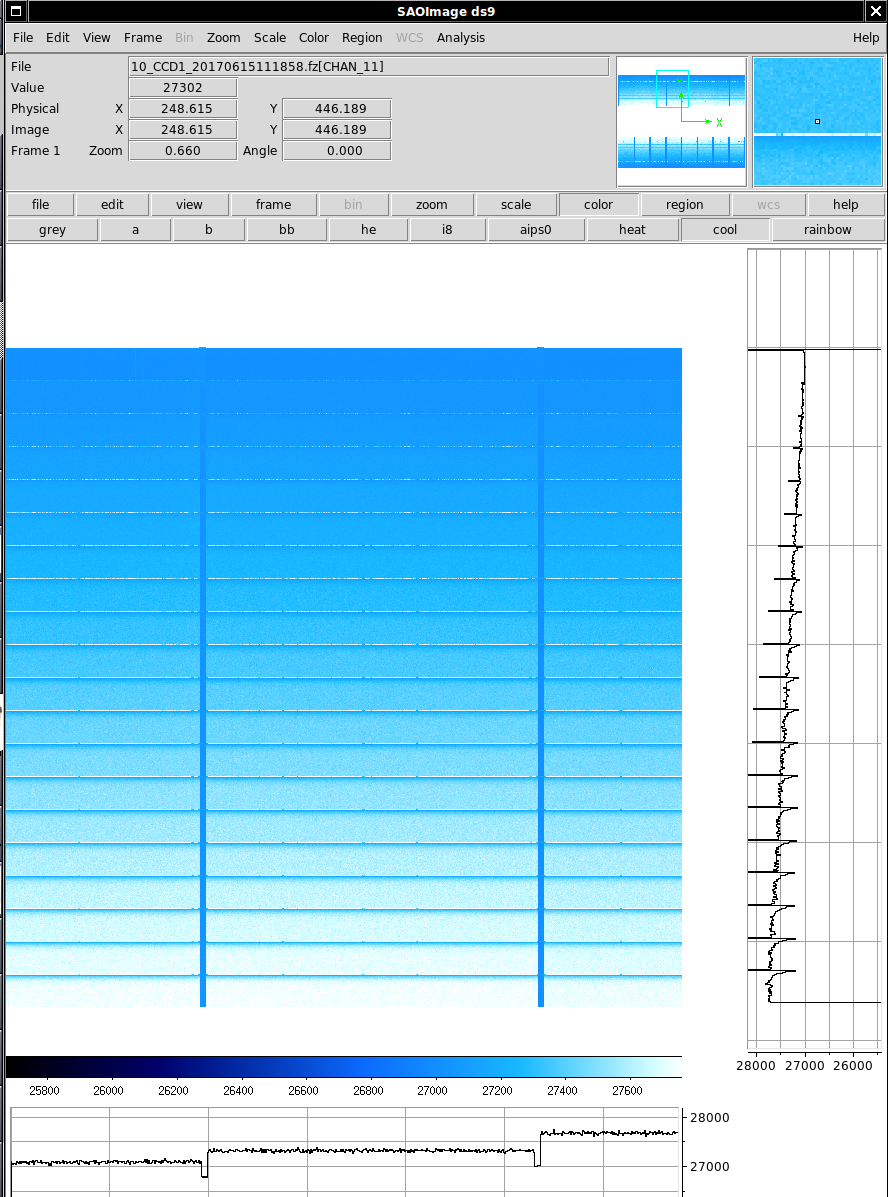 SAOImage ds9
File Edit View Frame Bin Zoom Scale Color Region WCS Analysis Help
File 10_CCD1_20170615111858.fz[CHAN_11]
Value 27302
Physical X 248.615 Y 446.189
Image X 248.615 Y 446.189
Frame 1 Zoom 0.660 Angle 0.000
X
file edit view frame bin zoom scale color region wcs help
grey a b bb he i8 aips0 heat cool rainbow
28000 27000 26000
25800 26000 26200 26400 26600 26800 27000 27200 27400 27600
28000
27000